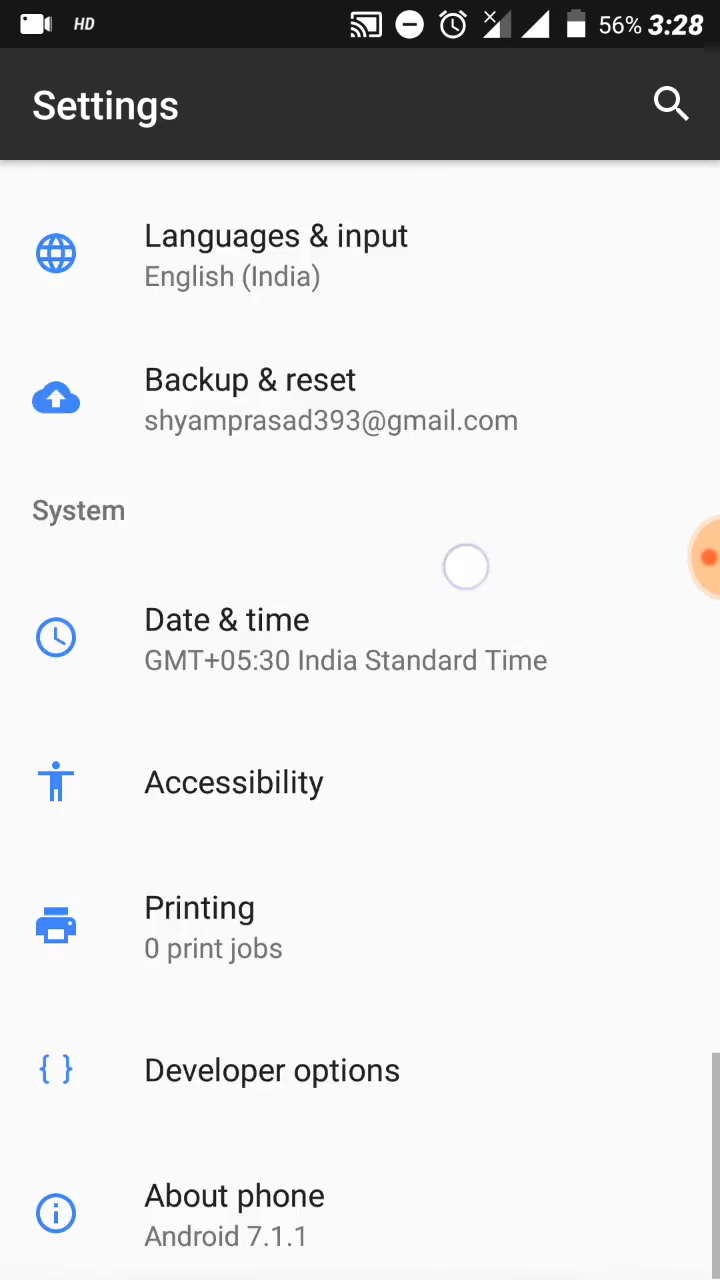 HD 56% 3:28
Settings
Languages & input
English (India)
Backup & reset
shyamprasad393@gmail.com
System
Date & time
GMT+05:30 India Standard Time
Accessibility
Printing
0 print jobs
Developer options
About phone
Android 7.1.1